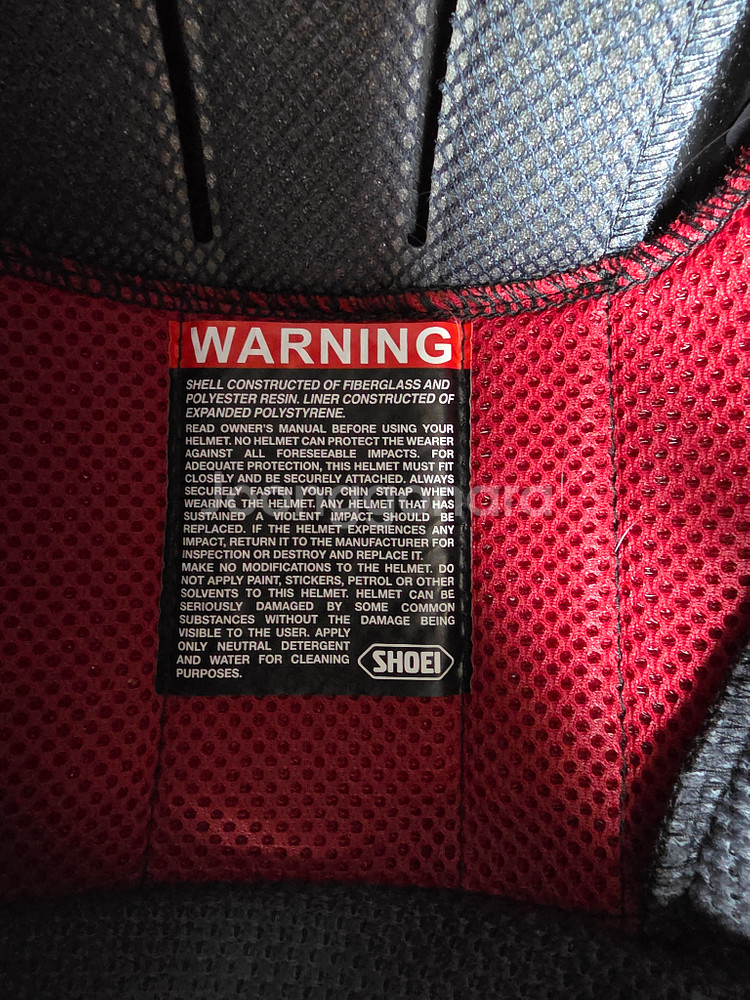 WARNING
SHELL CONSTRUCTED OF FIBERGLASS AND
POLYESTER RESIN. LINER CONSTRUCTED OF
EXPANDED POLYSTYRENE.
READ OWNER'S MANUAL BEFORE USING YOUR
HELMET. NO HELMET CAN PROTECT THE WEARER
AGAINST ALL FORESEEABLE IMPACTS. FOR
ADEQUATE PROTECTION, THIS HELMET MUST FIT
CLOSELY AND BE SECURELY ATTACHED. ALWAYS
SECURELY FASTEN YOUR CHIN STRAP WHEN
WEARING THE HELMET. ANY HELMET THAT HAS
SUSTAINED A VIOLENT IMPACT SHOULD BE
REPLACED. IF THE HELMET EXPERIENCES ANY
IMPACT, RETURN IT TO THE MANUFACTURER FOR
INSPECTION OR DESTROY AND REPLACE IT.
MAKE NO MODIFICATIONS TO THE HELMET. DO
NOT APPLY PAINT, STICKERS, PETROL OR OTHER
SOLVENTS TO THIS HELMET. HELMET CAN BE
SERIOUSLY DAMAGED BY SOME COMMON
SUBSTANCES WITHOUT THE DAMAGE BEING
VISIBLE TO THE USER. APPLY
ONLY NEUTRAL DETERGENT
AND WATER FOR CLEANING
PURPOSES.
SHOEI